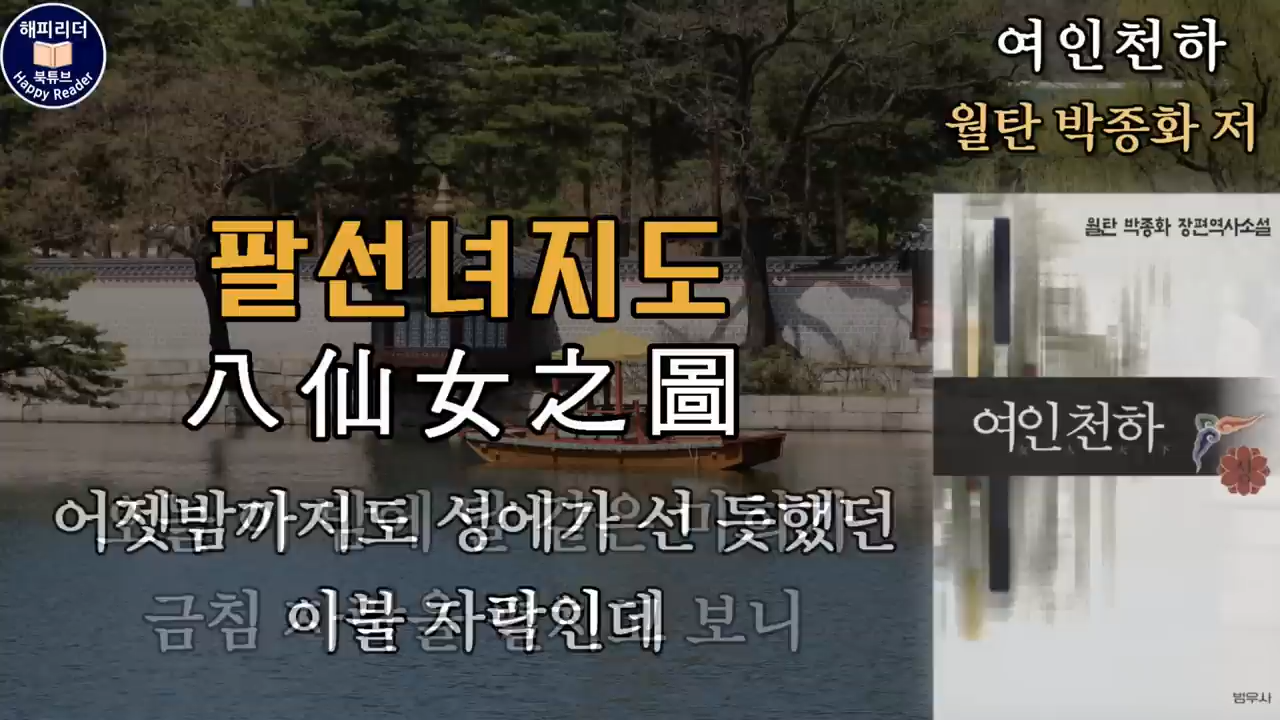 해피리더
북튜브
Happy Reader
여인천하
월탄 박종화 저
팔선녀지도
八仙女之圖
어젯밤까지도 성에가 선 듯했던
이불 자락인데
금침 보니
월탄 박종화 장편역사소설
여인천하
범우사